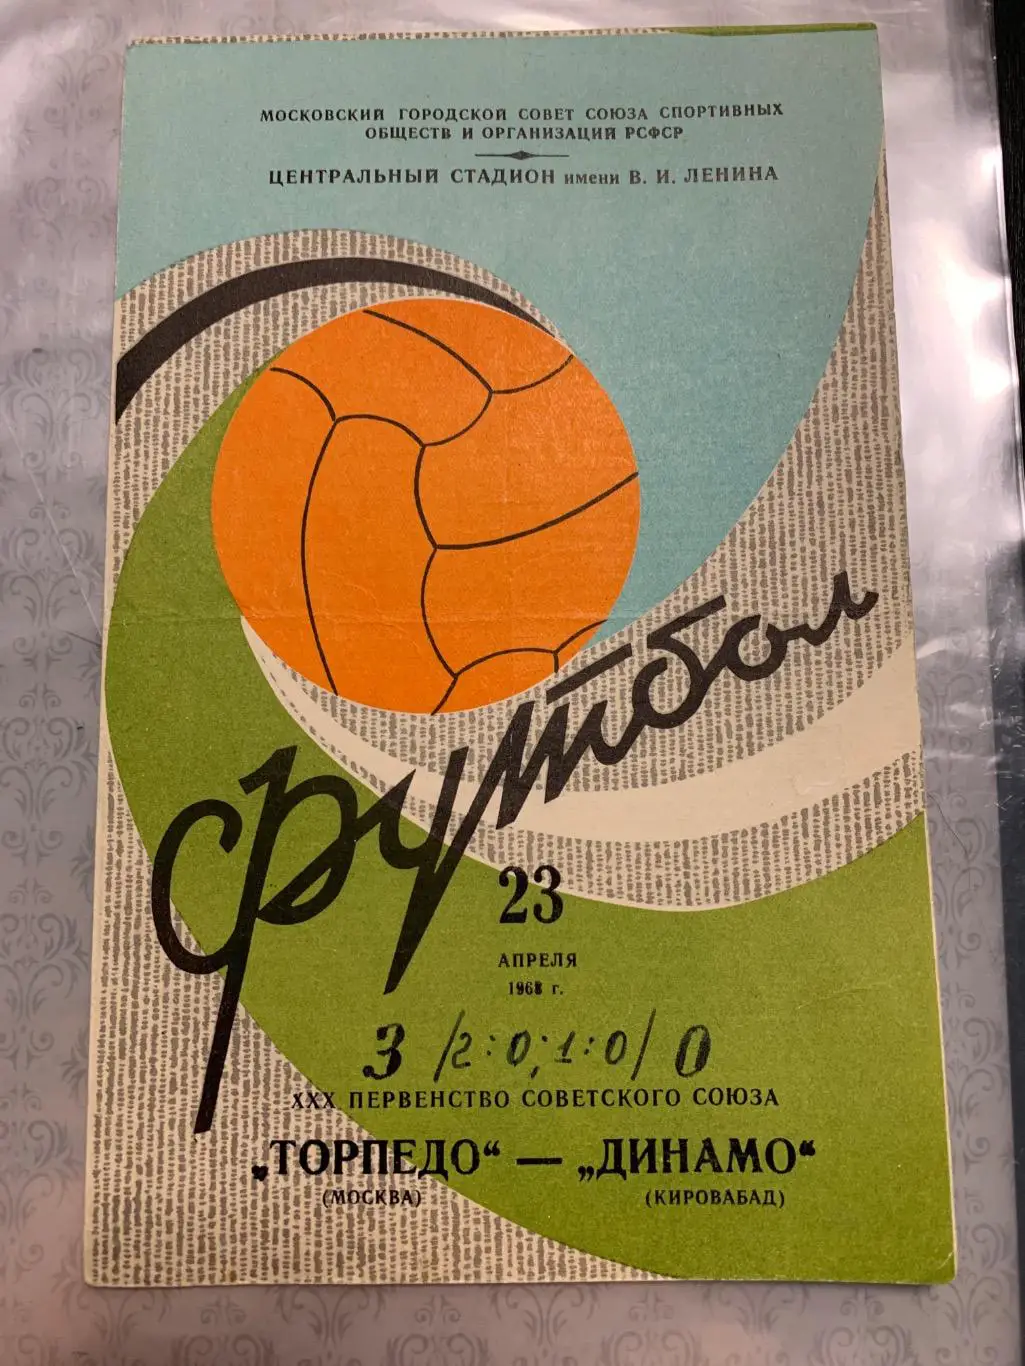 МОСКОВСКИЙ ГОРОДСКОЙ СОВЕТ СОЮЗА СПОРТИВНЫХ
ОБЩЕСТВ И ОРГАНИЗАЦИЙ РСФСР
ЦЕНТРАЛЬНЫЙ СТАДИОН имени В. И. ЛЕНИНА
Футбол
23
АПРЕЛЯ
1968 г.
3 /2:0; 1:0/ 0
XXX ПЕРВЕНСТВО СОВЕТСКОГО СОЮЗА
„ТОРПЕДО“ — „ДИНАМО“
(МОСКВА) (КИРОВАБАД)